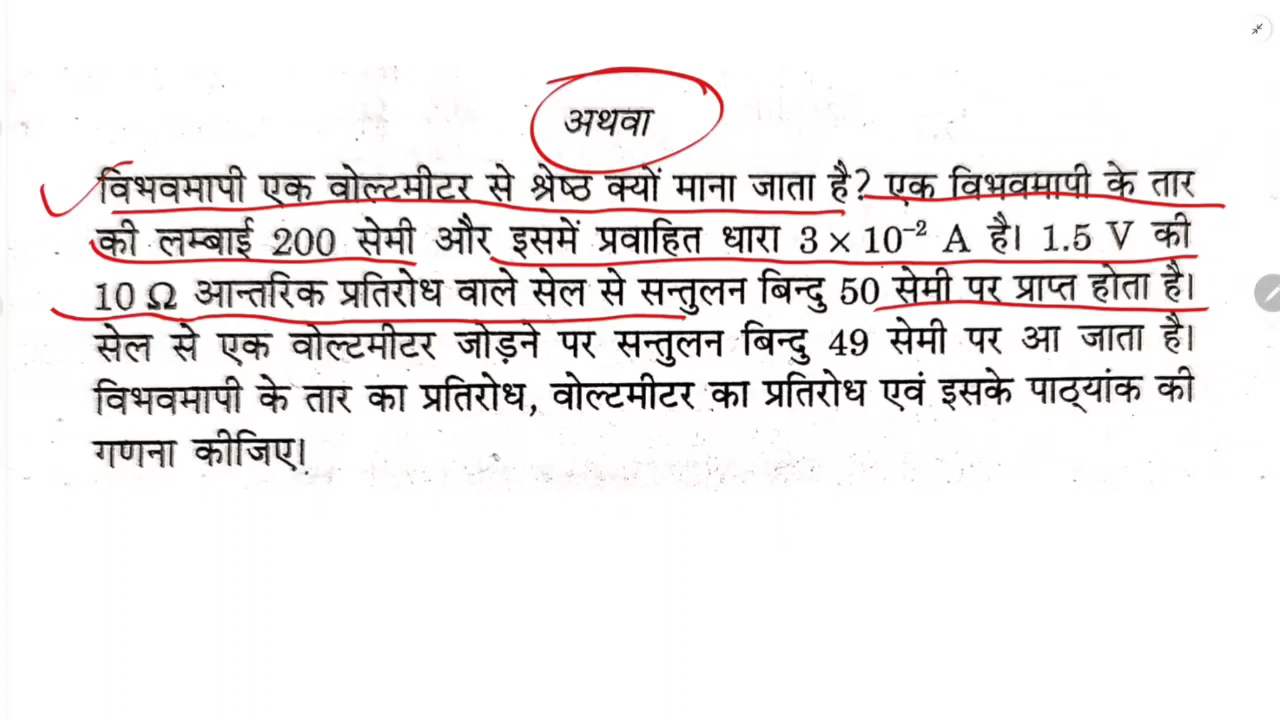 अथवा
विभवमापी एक वोल्टमीटर से श्रेष्ठ क्यों माना जाता है? एक विभवमापी के तार
की लम्बाई 200 सेमी और इसमें प्रवाहित धारा 3 × 10⁻² A है। 1.5 V की
10 Ω आन्तरिक प्रतिरोध वाले सेल से सन्तुलन बिन्दु 50 सेमी पर प्राप्त होता है।
सेल से एक वोल्टमीटर जोड़ने पर सन्तुलन बिन्दु 49 सेमी पर आ जाता है।
विभवमापी के तार का प्रतिरोध, वोल्टमीटर का प्रतिरोध एवं इसके पाठ्यांक की
गणना कीजिए।